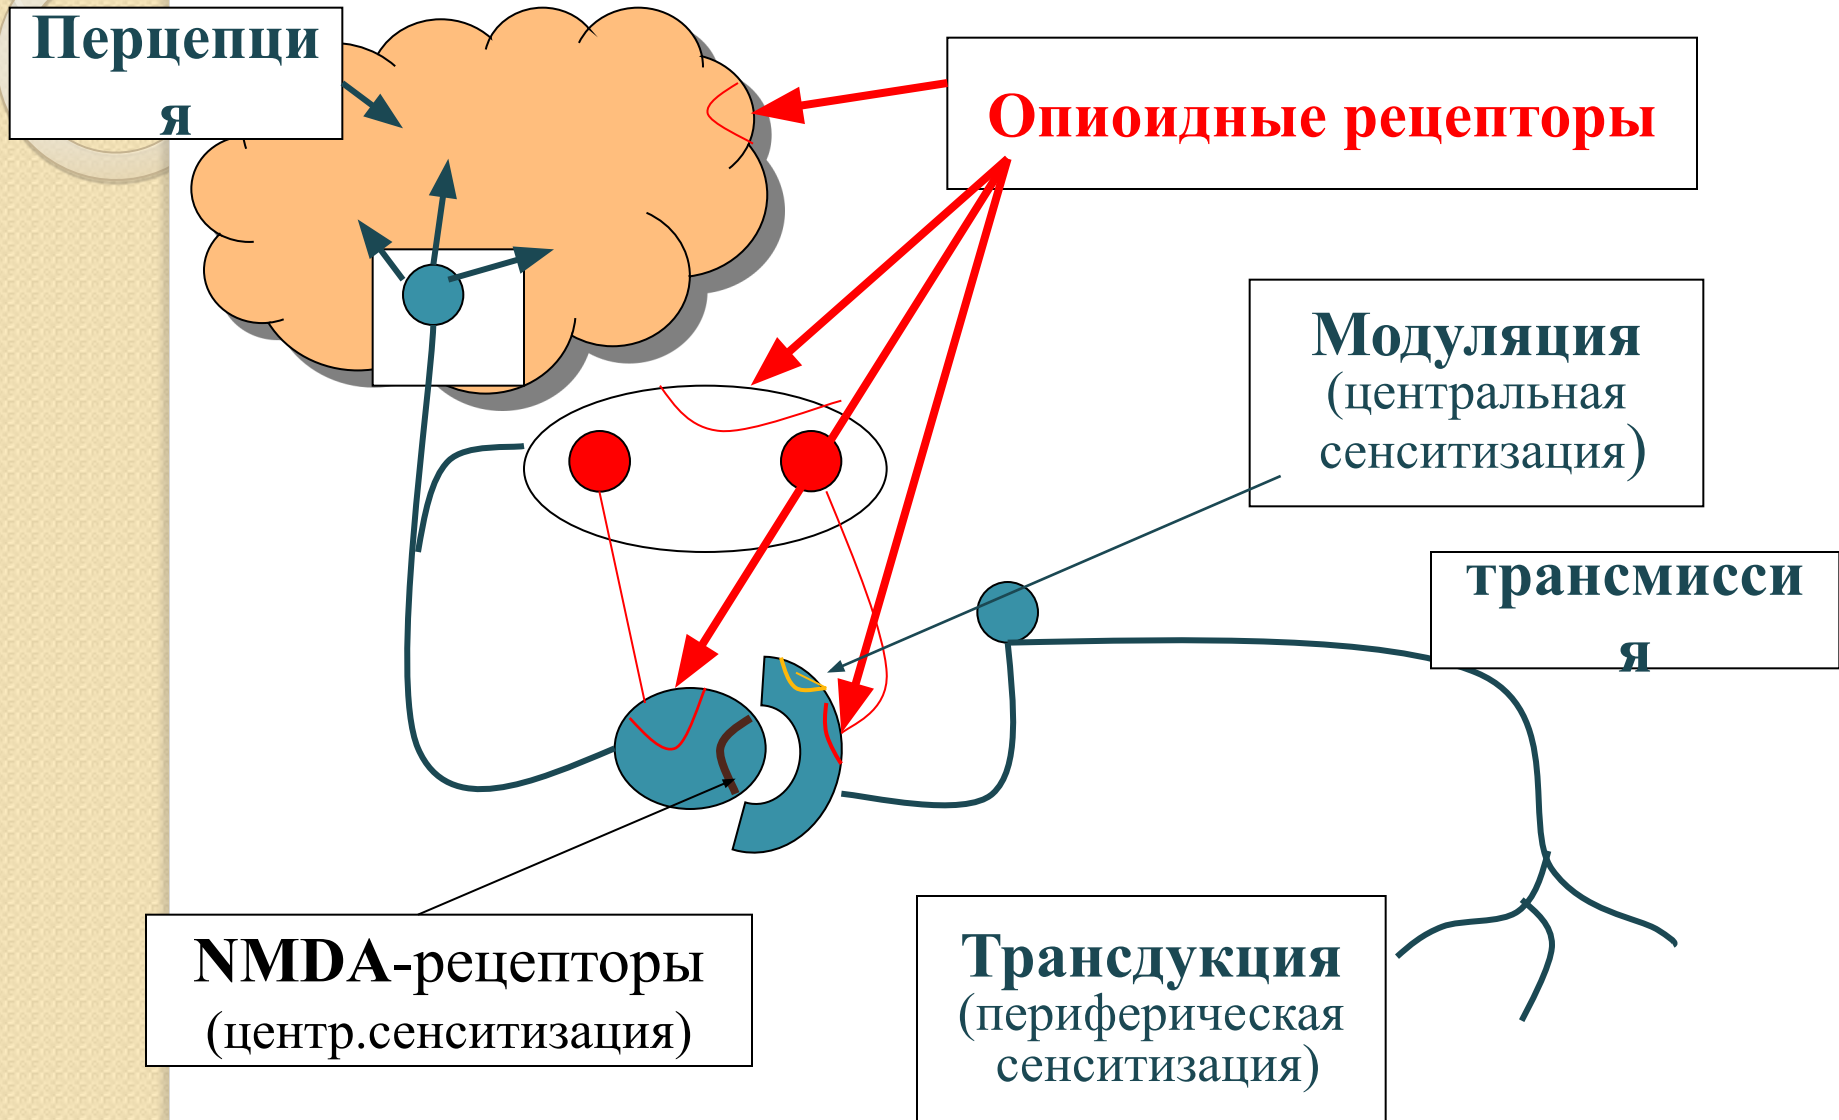 Перцепци
я
Опиоидные рецепторы
Модуляция
(центральная
сенситизация)
трансмисси
я
NMDA-рецепторы
(центр.сенситизация)
Трансдукция
(периферическая
сенситизация)